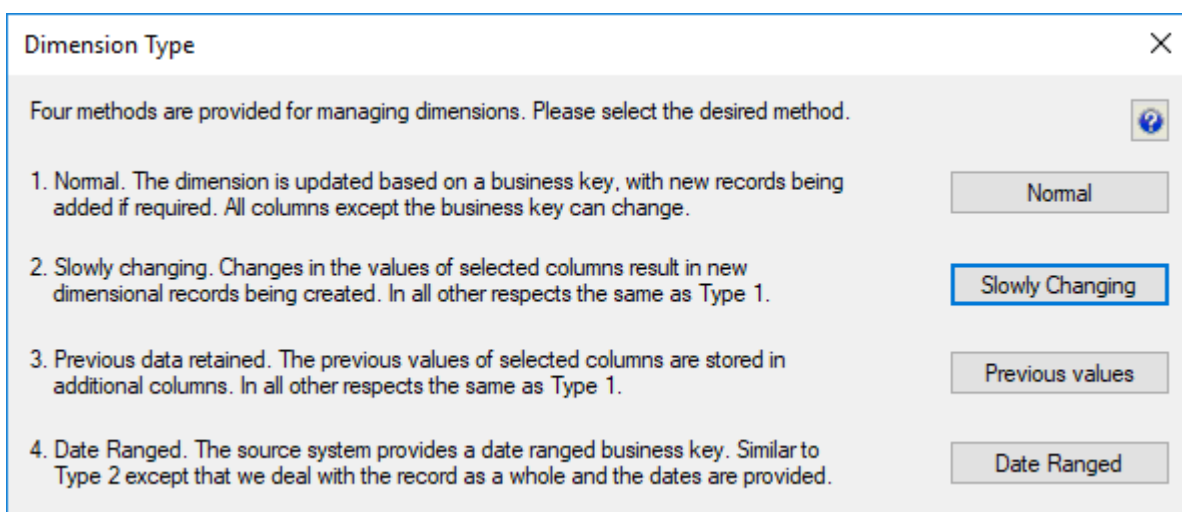 Dimension Type
Four methods are provided for managing dimensions. Please select the desired method.
1. Normal. The dimension is updated based on a business key, with new records being
added if required. All columns except the business key can change.
Normal
2. Slowly changing. Changes in the values of selected columns result in new
dimensional records being created. In all other respects the same as Type 1.
Slowly Changing
3. Previous data retained. The previous values of selected columns are stored in
additional columns. In all other respects the same as Type 1.
Previous values
4. Date Ranged. The source system provides a date ranged business key. Similar to
Type 2 except that we deal with the record as a whole and the dates are provided.
Date Ranged